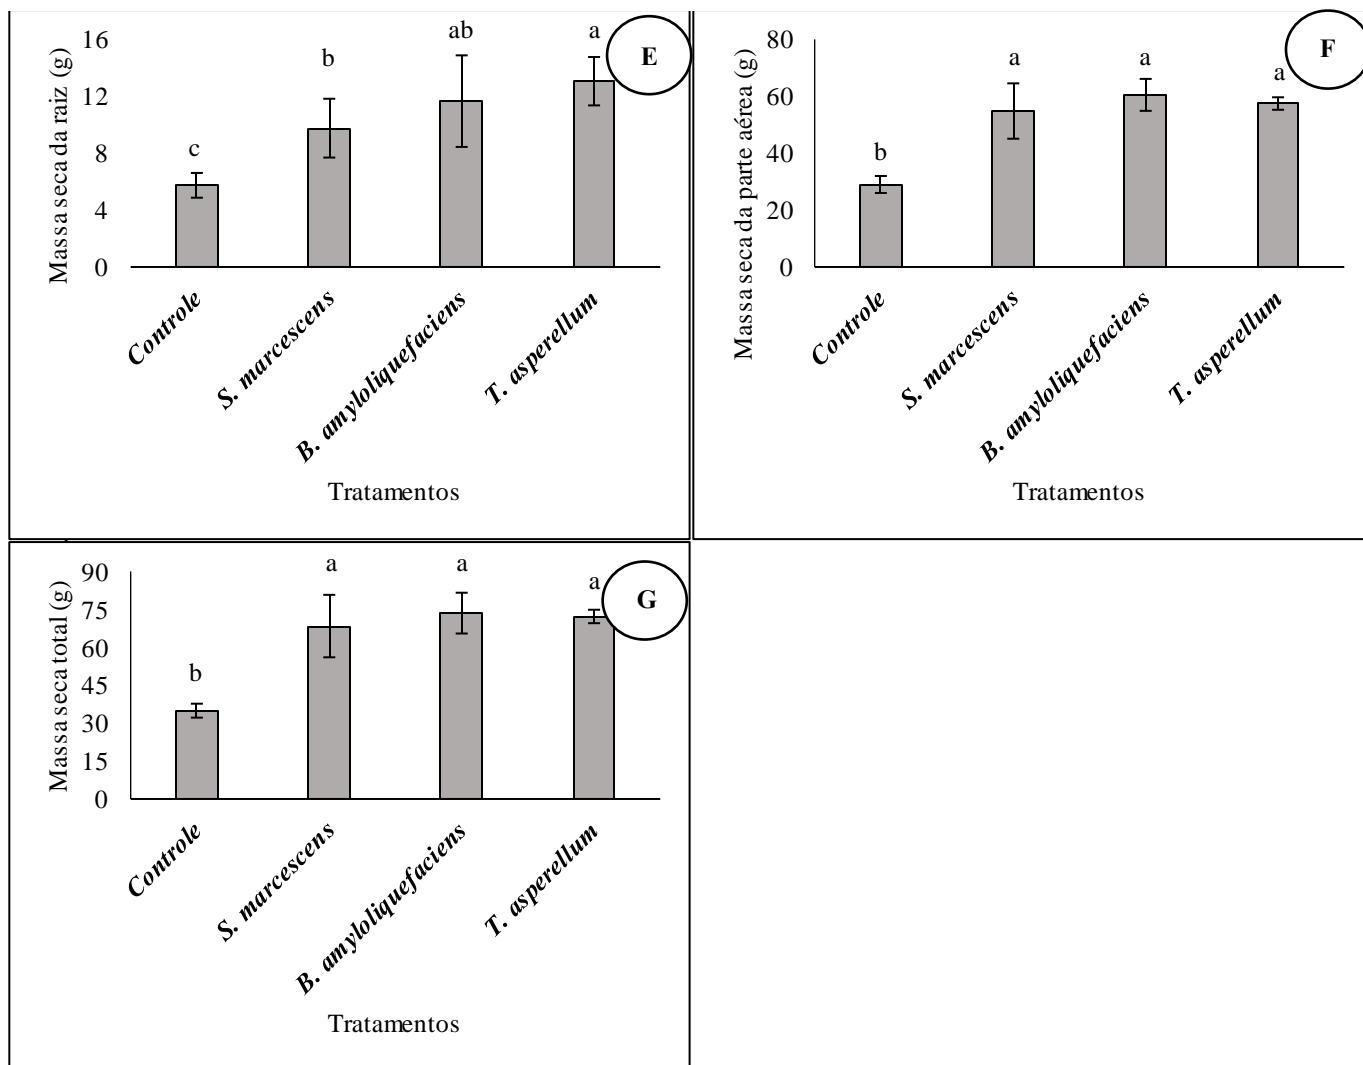 Massa seca da raiz (g)
16
12
8
4
0
c
b
ab
a
E
Controle
S. marcescens
B. amyloliquefaciens
T. asperellum
Tratamentos
Massa seca da parte aérea (g)
80
60
40
20
0
b
a
a
a
F
Controle
S. marcescens
B. amyloliquefaciens
T. asperellum
Tratamentos
Massa seca total (g)
90
75
60
45
30
15
0
b
a
a
a
G
Controle
S. marcescens
B. amyloliquefaciens
T. asperellum
Tratamentos